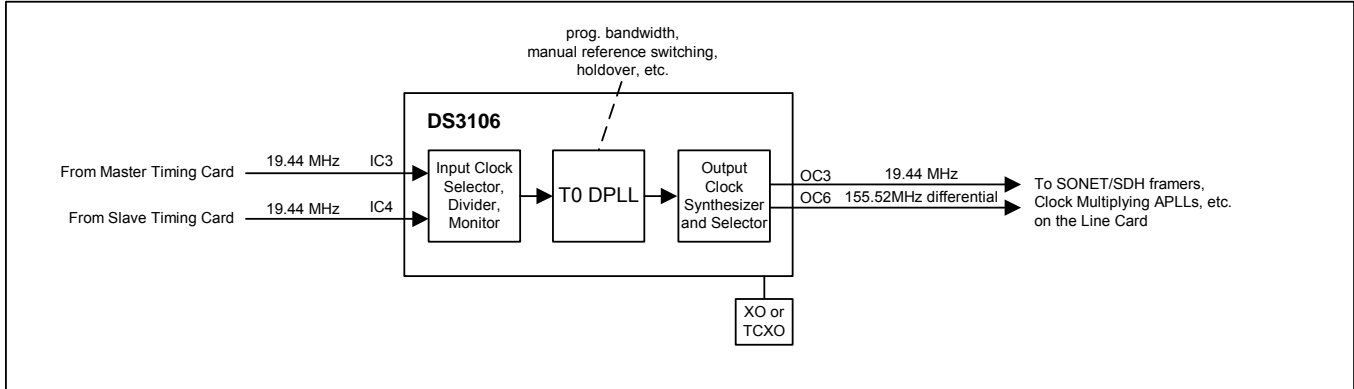 prog. bandwidth,
manual reference switching,
holdover, etc.
DS3106
From Master Timing Card
19.44 MHz
IC3
From Slave Timing Card
19.44 MHz
IC4
Input Clock
Selector,
Divider,
Monitor
T0 DPLL
Output
Clock
Synthesizer
and Selector
OC3
19.44 MHz
OC6
155.52MHz differential
To SONET/SDH framers,
Clock Multiplying APLLs, etc.
on the Line Card
XO or
TCXO